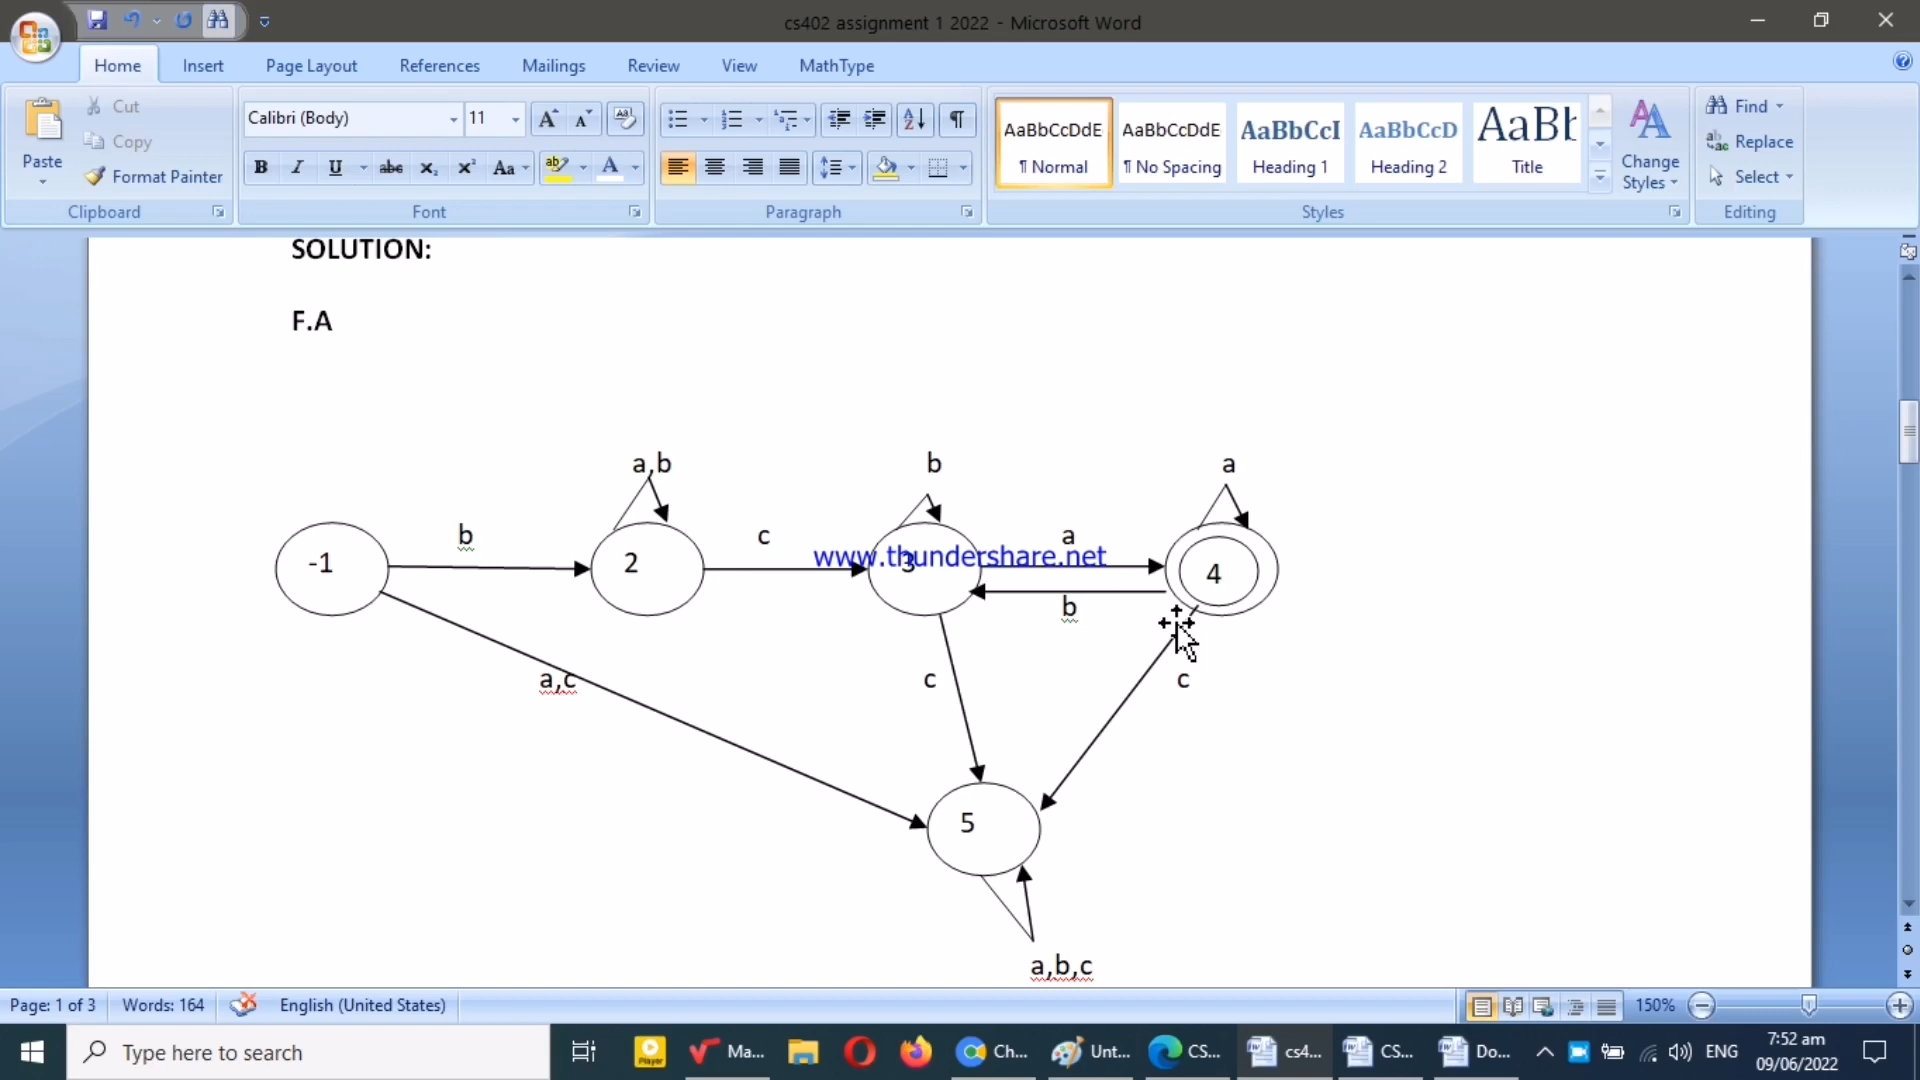 cs402 assignment 1 2022 - Microsoft Word
Home Insert Page Layout References Mailings Review View MathType
Paste
Cut
Copy
Format Painter
Clipboard
Calibri (Body) 11
Font
Paragraph
AaBbCcDdE
¶ Normal
AaBbCcDdE
¶ No Spacing
AaBbCcI
Heading 1
AaBbCcD
Heading 2
AaBl
Title
Change
Styles
Styles
Find
Replace
Select
Editing
SOLUTION:
F.A
a,b
b
a
b
c
a
-1
2
3
4
www.thundershare.net
b
a,c
c
c
5
a,b,c
Page: 1 of 3 Words: 164 English (United States) 150%
Type here to search
Player
Ma...
Ch...
Unt...
CS...
cs4...
CS...
Do...
ENG
7:52 am
09/06/2022